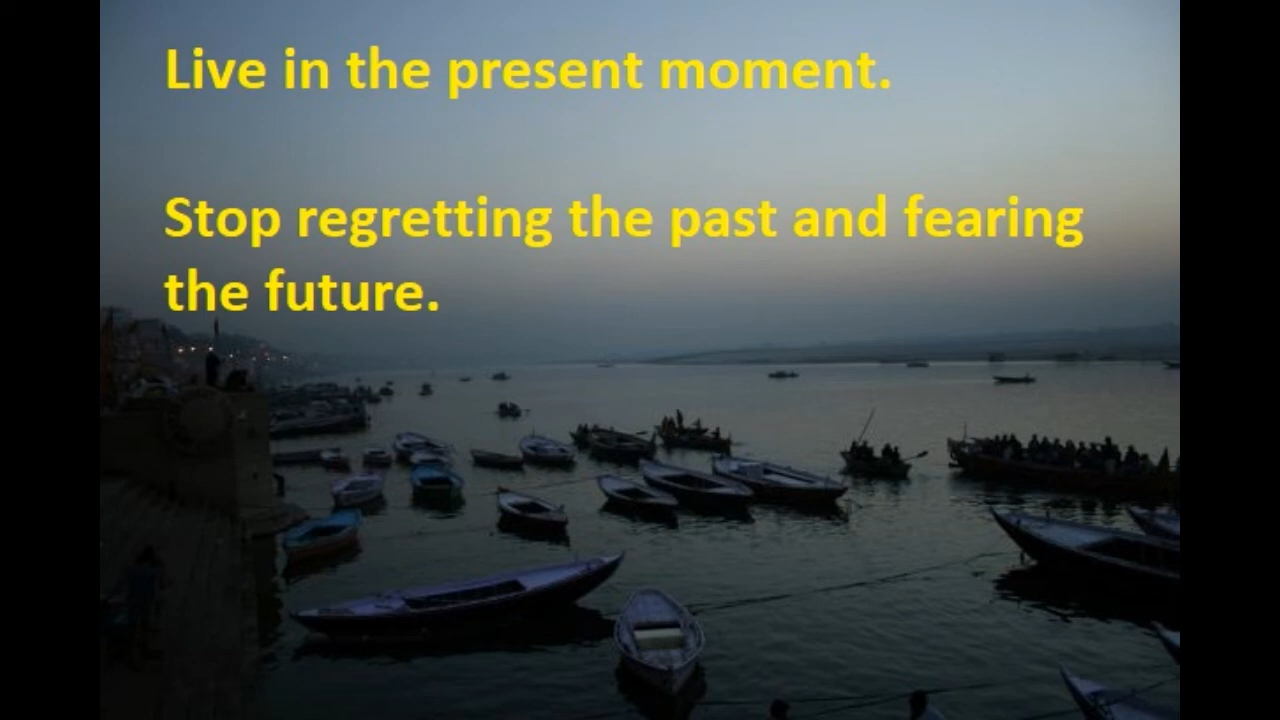 Live in the present moment.
Stop regretting the past and fearing
the future.